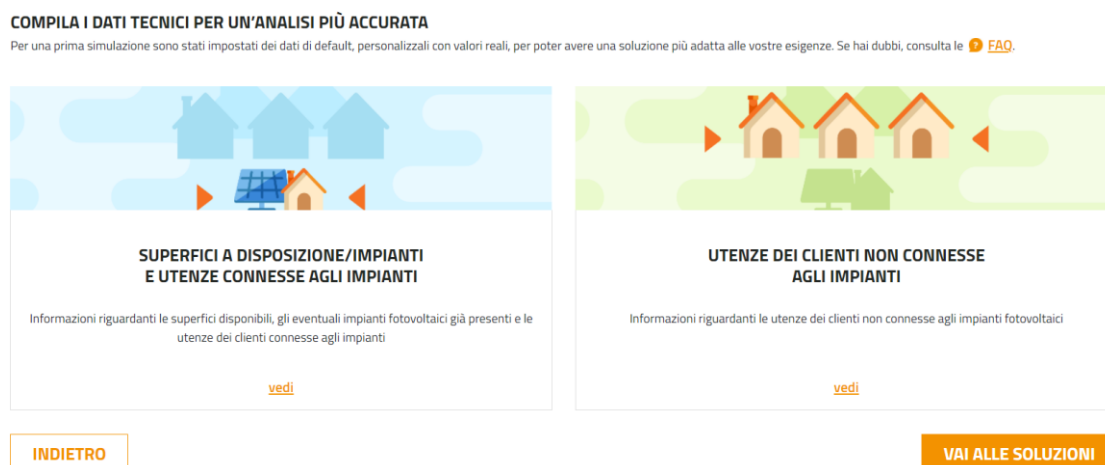 COMPILA I DATI TECNICI PER UN'ANALISI PIÙ ACCURATA
Per una prima simulazione sono stati impostati dei dati di default, personalizzali con valori reali, per poter avere una soluzione più adatta alle vostre esigenze. Se hai dubbi, consulta le ? FAQ.
SUPERFICI A DISPOSIZIONE/IMPIANTI
E UTENZE CONNESSE AGLI IMPIANTI
Informazioni riguardanti le superfici disponibili, gli eventuali impianti fotovoltaici già presenti e le
utenze dei clienti connesse agli impianti
vedi
UTENZE DEI CLIENTI NON CONNESSE
AGLI IMPIANTI
Informazioni riguardanti le utenze dei clienti non connesse agli impianti fotovoltaici
vedi
INDIETRO
VAI ALLE SOLUZIONI